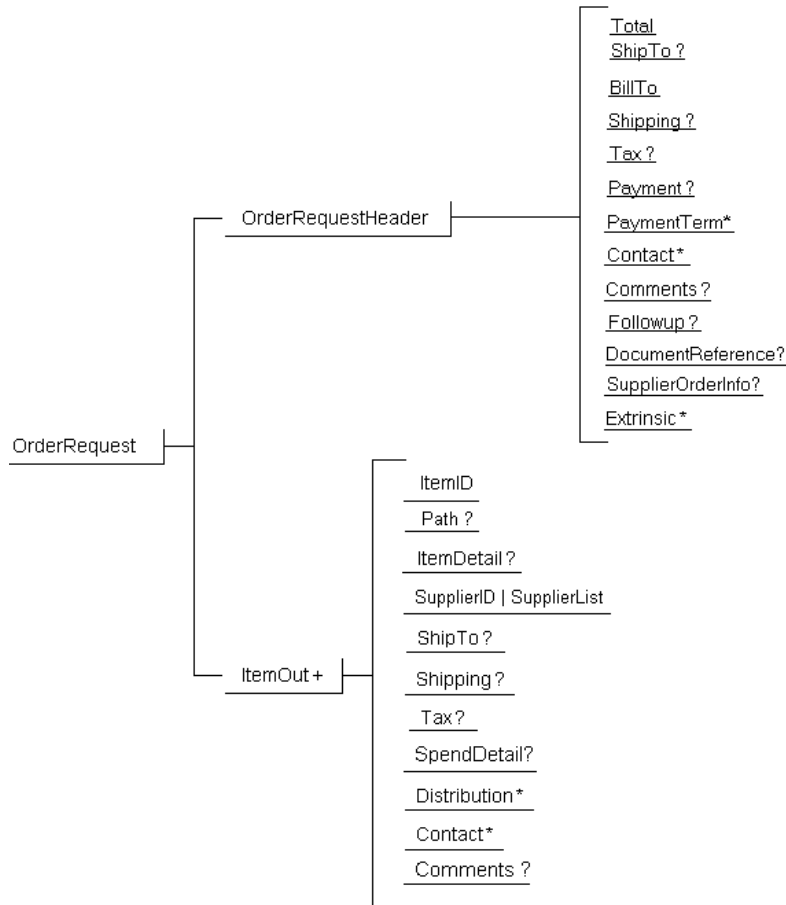 Total
ShipTo ?
BillTo
Shipping ?
Tax ?
Payment ?
OrderRequestHeader
PaymentTerm*
Contact *
Comments ?
Followup ?
DocumentReference?
SupplierOrderInfo?
Extrinsic *
OrderRequest
ItemID
Path ?
ItemDetail ?
SupplierID | SupplierList
ShipTo ?
ItemOut +
Shipping ?
Tax ?
SpendDetail?
Distribution *
Contact *
Comments ?